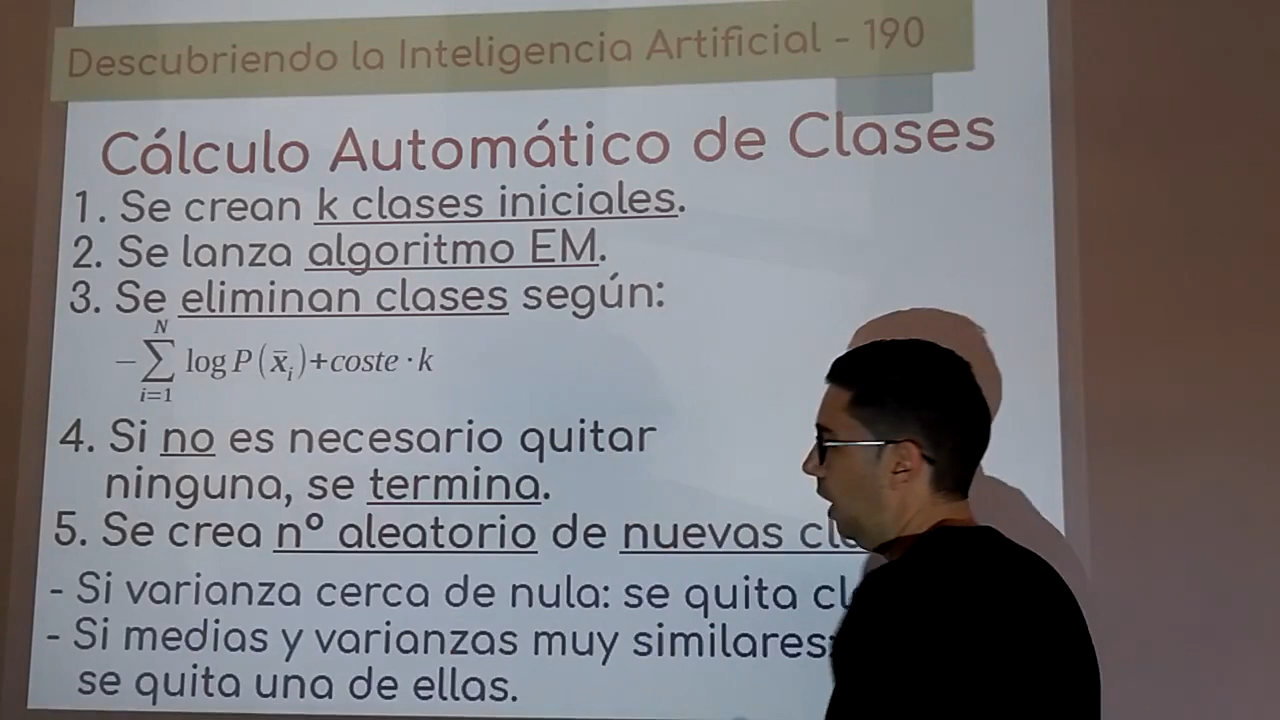 Descubriendo la Inteligencia Artificial - 190
Cálculo Automático de Clases
1. Se crean k clases iniciales.
2. Se lanza algoritmo EM.
3. Se eliminan clases según:
−∑_{i=1}^{N} log P(x̄_i)+coste·k
4. Si no es necesario quitar
ninguna, se termina.
5. Se crea nº aleatorio de nuevas
- Si varianza cerca de nula: se quita
- Si medias y varianzas muy similares:
se quita una de ellas.